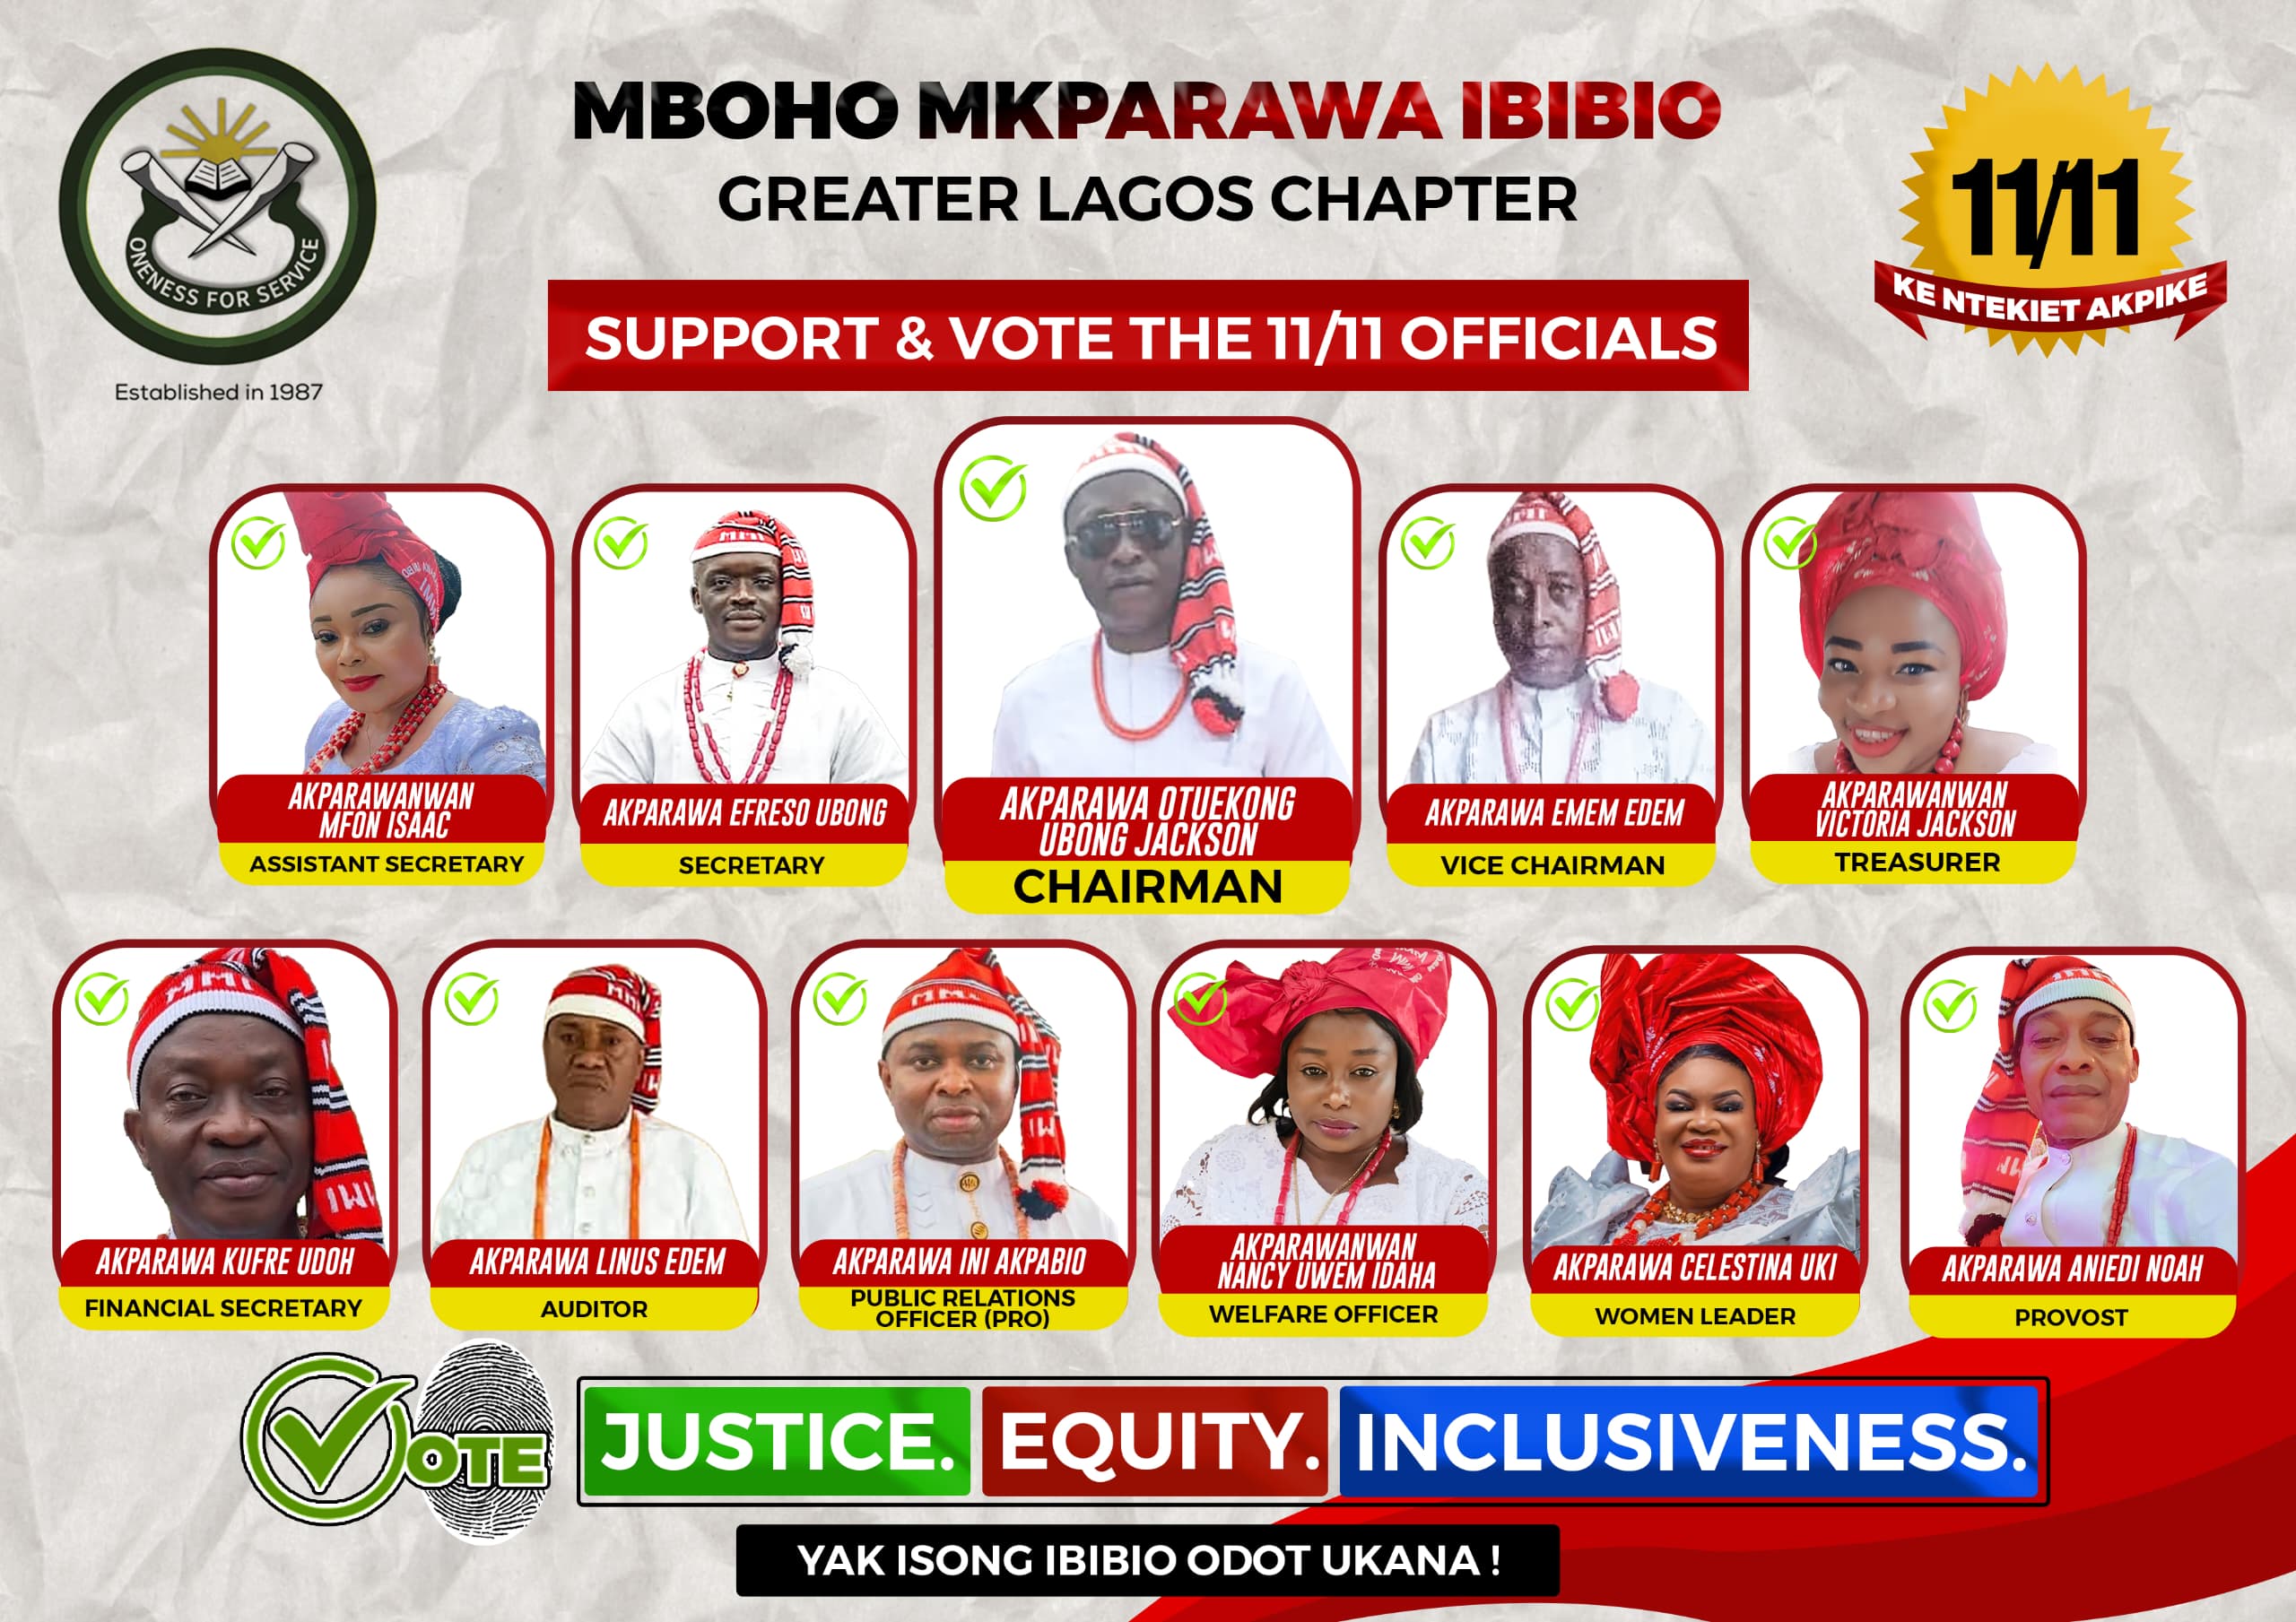 MBOHO MKPARAWA IBIBIO
GREATER LAGOS CHAPTER
ONENESS FOR SERVICE
Established in 1987
11/11
KE NTEKIET AKPIKE
SUPPORT & VOTE THE 11/11 OFFICIALS
AKPARAWANWAN
MFON ISAAC
ASSISTANT SECRETARY
AKPARAWA EFRESO UBONG
SECRETARY
AKPARAWA OTUEKONG
UBONG JACKSON
CHAIRMAN
AKPARAWA EMEM EDEM
VICE CHAIRMAN
AKPARAWANWAN
VICTORIA JACKSON
TREASURER
AKPARAWA KUFRE UDOH
FINANCIAL SECRETARY
AKPARAWA LINUS EDEM
AUDITOR
AKPARAWA INI AKPABIO
PUBLIC RELATIONS
OFFICER (PRO)
AKPARAWANWAN
NANCY UWEM IDAHA
WELFARE OFFICER
AKPARAWA CELESTINA UKI
WOMEN LEADER
AKPARAWA ANIEDI NOAH
PROVOST
VOTE
JUSTICE. EQUITY. INCLUSIVENESS.
YAK ISONG IBIBIO ODOT UKANA !